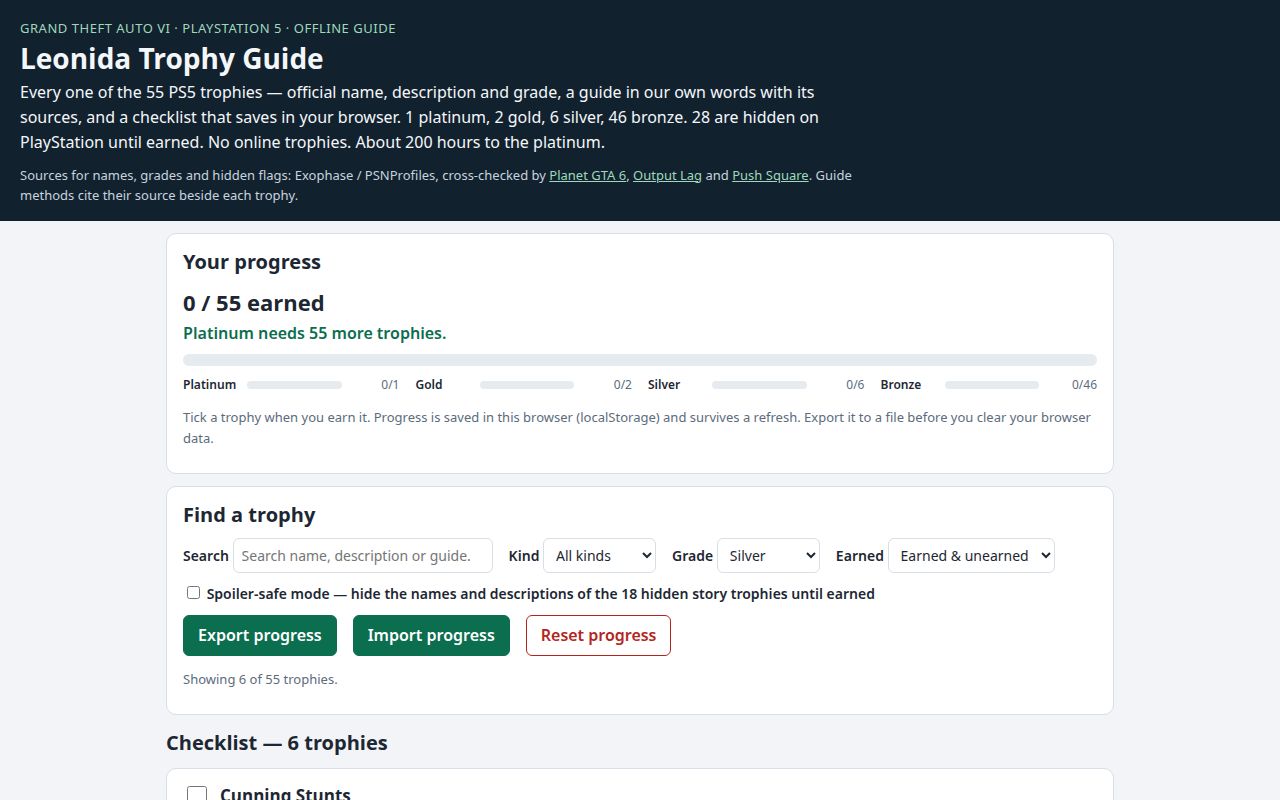 GRAND THEFT AUTO VI · PLAYSTATION 5 · OFFLINE GUIDE
Leonida Trophy Guide
Every one of the 55 PS5 trophies — official name, description and grade, a guide in our own words with its
sources, and a checklist that saves in your browser. 1 platinum, 2 gold, 6 silver, 46 bronze. 28 are hidden on
PlayStation until earned. No online trophies. About 200 hours to the platinum.
Sources for names, grades and hidden flags: Exophase / PSNProfiles, cross-checked by Planet GTA 6, Output Lag and Push Square. Guide
methods cite their source beside each trophy.
Your progress
0 / 55 earned
Platinum needs 55 more trophies.
Platinum 0/1 Gold 0/2 Silver 0/6 Bronze 0/46
Tick a trophy when you earn it. Progress is saved in this browser (localStorage) and survives a refresh. Export it to a file before you clear your browser
data.
Find a trophy
Search Search name, description or guide. Kind All kinds Grade Silver Earned Earned & unearned
Spoiler-safe mode — hide the names and descriptions of the 18 hidden story trophies until earned
Export progress Import progress Reset progress
Showing 6 of 55 trophies.
Checklist — 6 trophies
Cunning Stunts